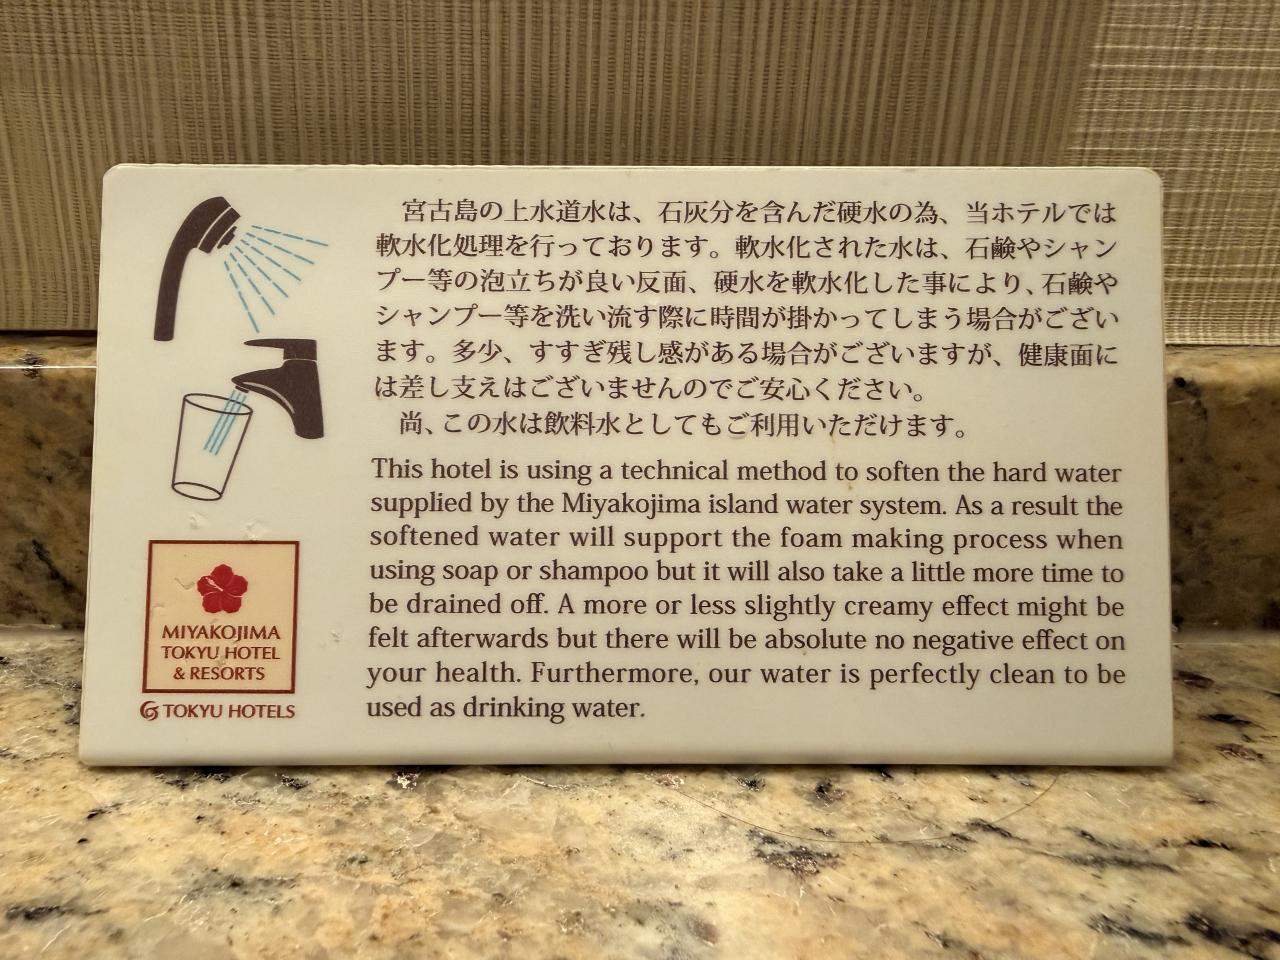 宮古島の上水道水は、石灰分を含んだ硬水の為、当ホテルでは
軟水化処理を行っております。軟水化された水は、石鹸やシャン
プー等の泡立ちが良い反面、硬水を軟水化した事により、石鹸や
シャンプー等を洗い流す際に時間が掛かってしまう場合がござい
ます。多少、すすぎ残し感がある場合がございますが、健康面に
は差し支えはございませんのでご安心ください。
尚、この水は飲料水としてもご利用いただけます。
This hotel is using a technical method to soften the hard water
supplied by the Miyakojima island water system. As a result the
softened water will support the foam making process when
using soap or shampoo but it will also take a little more time to
be drained off. A more or less slightly creamy effect might be
felt afterwards but there will be absolute no negative effect on
your health. Furthermore, our water is perfectly clean to be
used as drinking water.
MIYAKOJIMA
TOKYU HOTEL
& RESORTS
TOKYU HOTELS